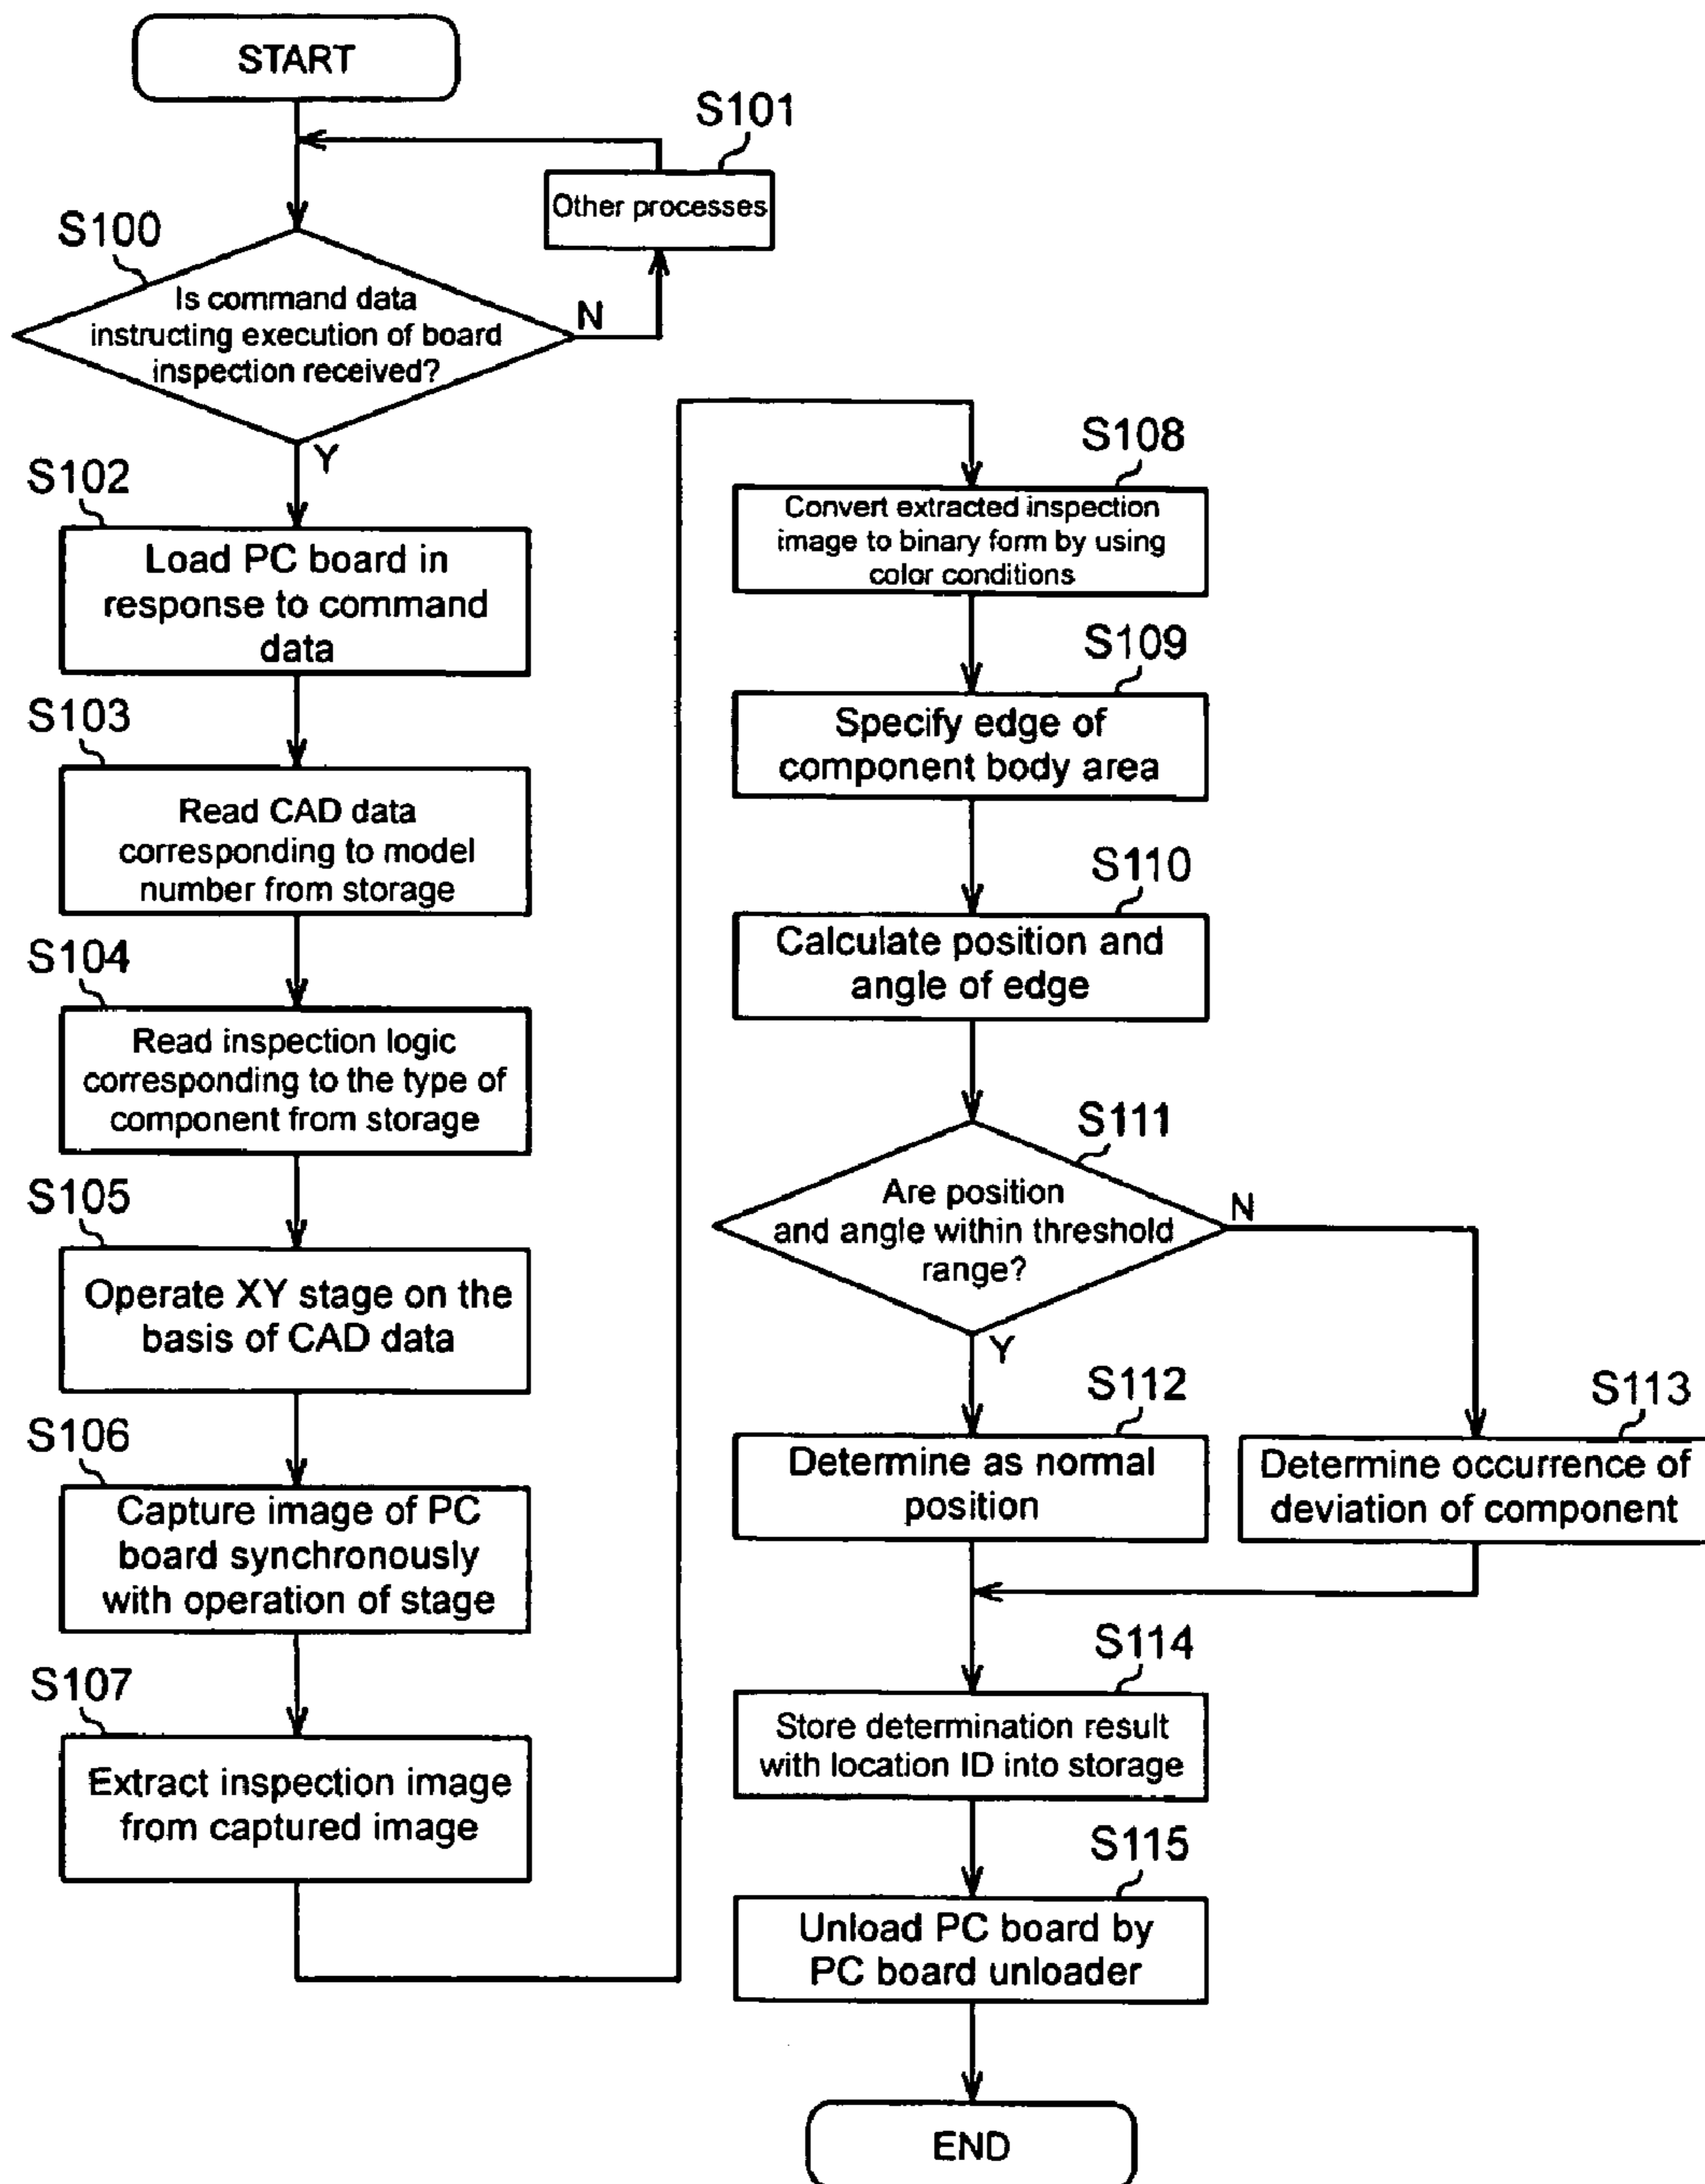 START
S101
Other processes
S100
Is command data
instructing execution of board
inspection received?
N
Y
S102
Load PC board in
response to command
data
S103
Read CAD data
corresponding to model
number from storage
S104
Read inspection logic
corresponding to the type of
component from storage
S105
Operate XY stage on the
basis of CAD data
S106
Capture image of PC
board synchronously
with operation of stage
S107
Extract inspection image
from captured image
S108
Convert extracted inspection
image to binary form by using
color conditions
S109
Specify edge of
component body area
S110
Calculate position and
angle of edge
S111
Are position
and angle within threshold
range?
N
Y
S112
Determine as normal
position
S113
Determine occurrence of
deviation of component
S114
Store determination result
with location ID into storage
S115
Unload PC board by
PC board unloader
END